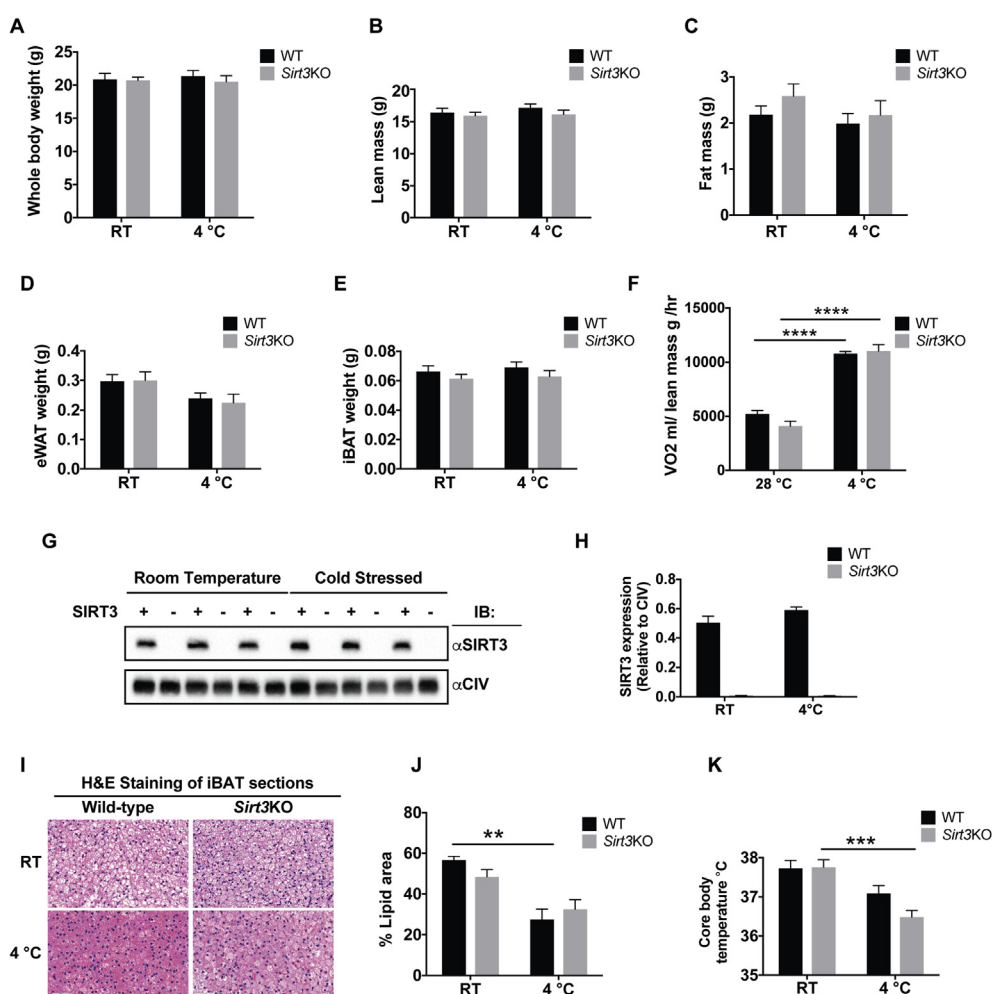 A
Whole body weight (g)
25
20
15
10
5
0
RT
4 °C
WT
Sirt3KO
B
Lean mass (g)
20
15
10
5
0
RT
4 °C
WT
Sirt3KO
C
Fat mass (g)
3
2
1
0
RT
4 °C
WT
Sirt3KO
D
eWAT weight (g)
0.4
0.3
0.2
0.1
0.0
RT
4 °C
WT
Sirt3KO
E
iBAT weight (g)
0.08
0.06
0.04
0.02
0.00
RT
4 °C
WT
Sirt3KO
F
VO2 ml/ lean mass g /hr
15000
10000
5000
0
****
****
28 °C
4 °C
WT
Sirt3KO
G
Room Temperature Cold Stressed
SIRT3 + - + - + - + - + - + - IB:
αSIRT3
αCIV
H
SIRT3 expression
(Relative to CIV)
0.8
0.6
0.4
0.2
0.0
RT
4°C
WT
Sirt3KO
I
H&E Staining of iBAT sections
Wild-type Sirt3KO
RT
4 °C
J
% Lipid area
80
60
40
20
0
**
RT
4 °C
WT
Sirt3KO
K
Core body
temperature °C
38
37
36
35
***
RT
4 °C
WT
Sirt3KO